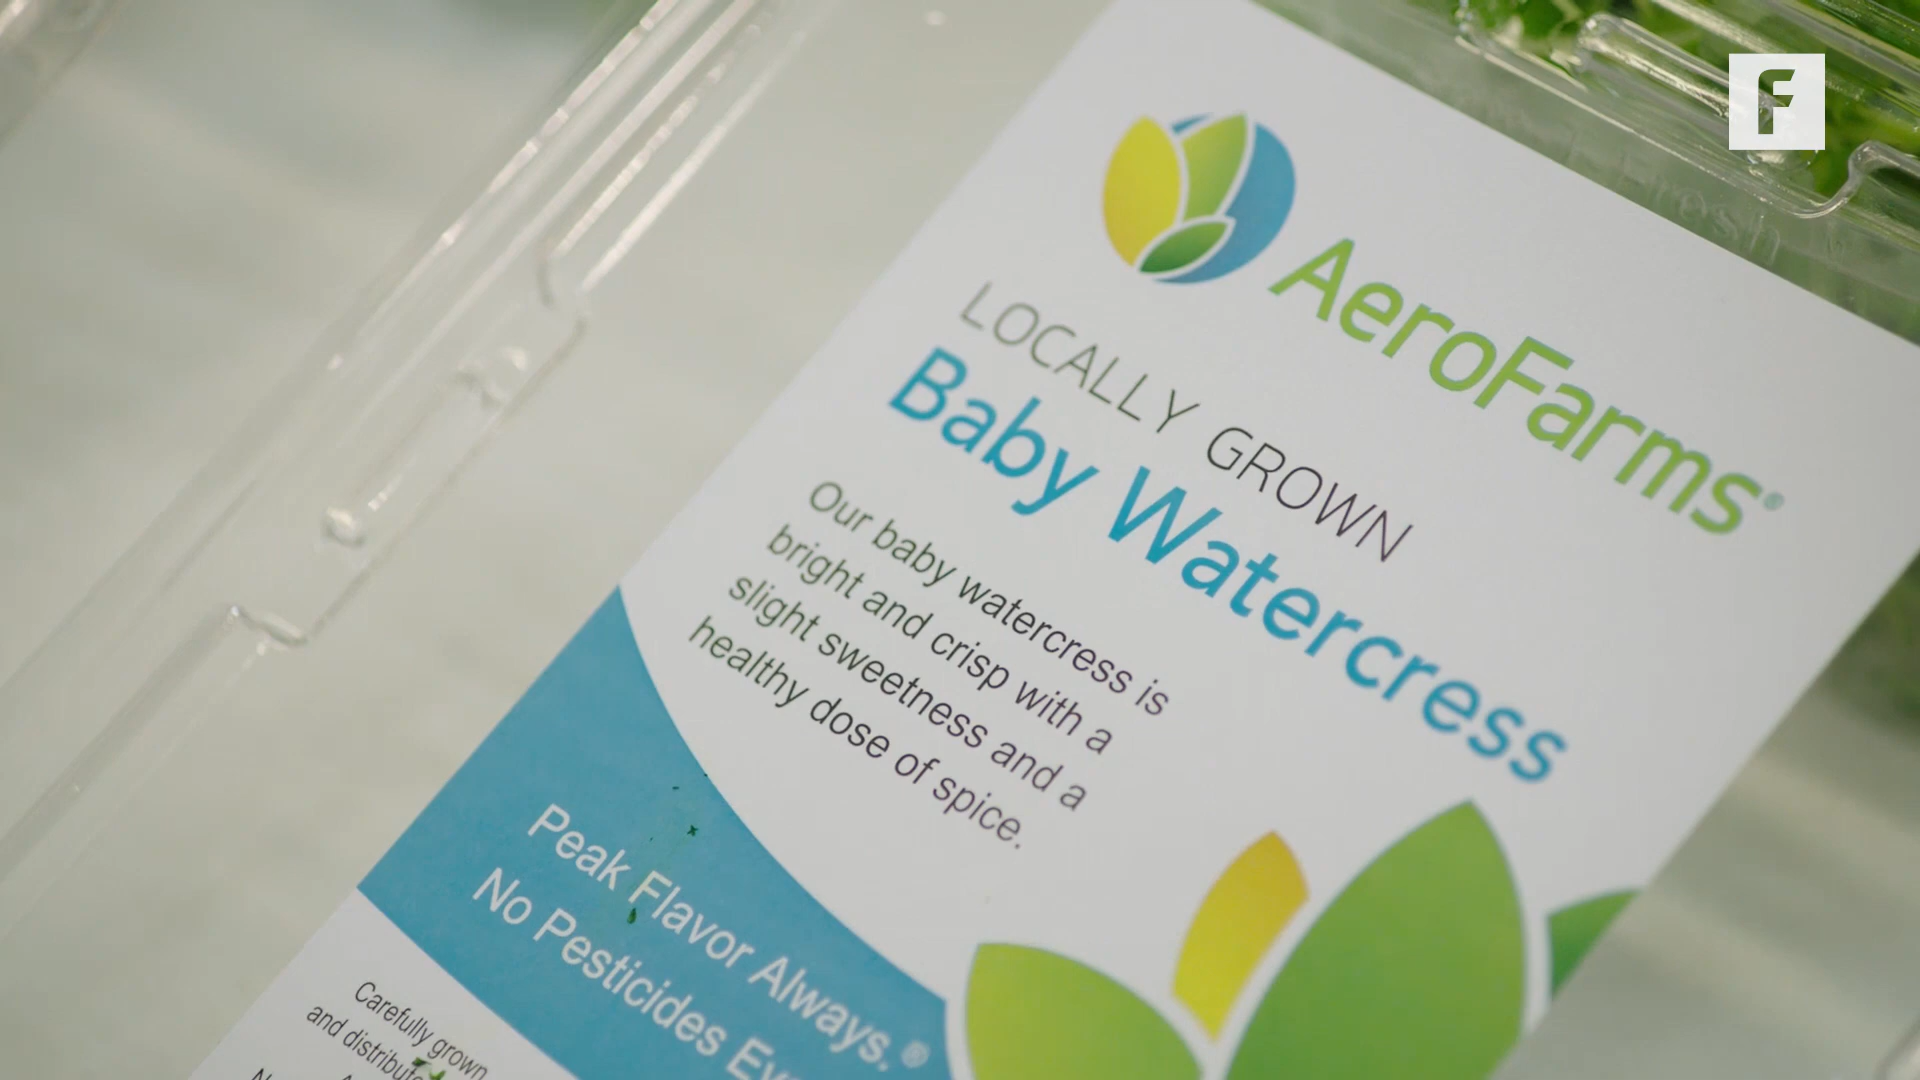 F
AeroFarms®
LOCALLY GROWN
Baby Watercress
Our baby watercress is
bright and crisp with a
slight sweetness and a
healthy dose of spice.
Peak Flavor Always.®
No Pesticides
Carefully grown
and
Fresh